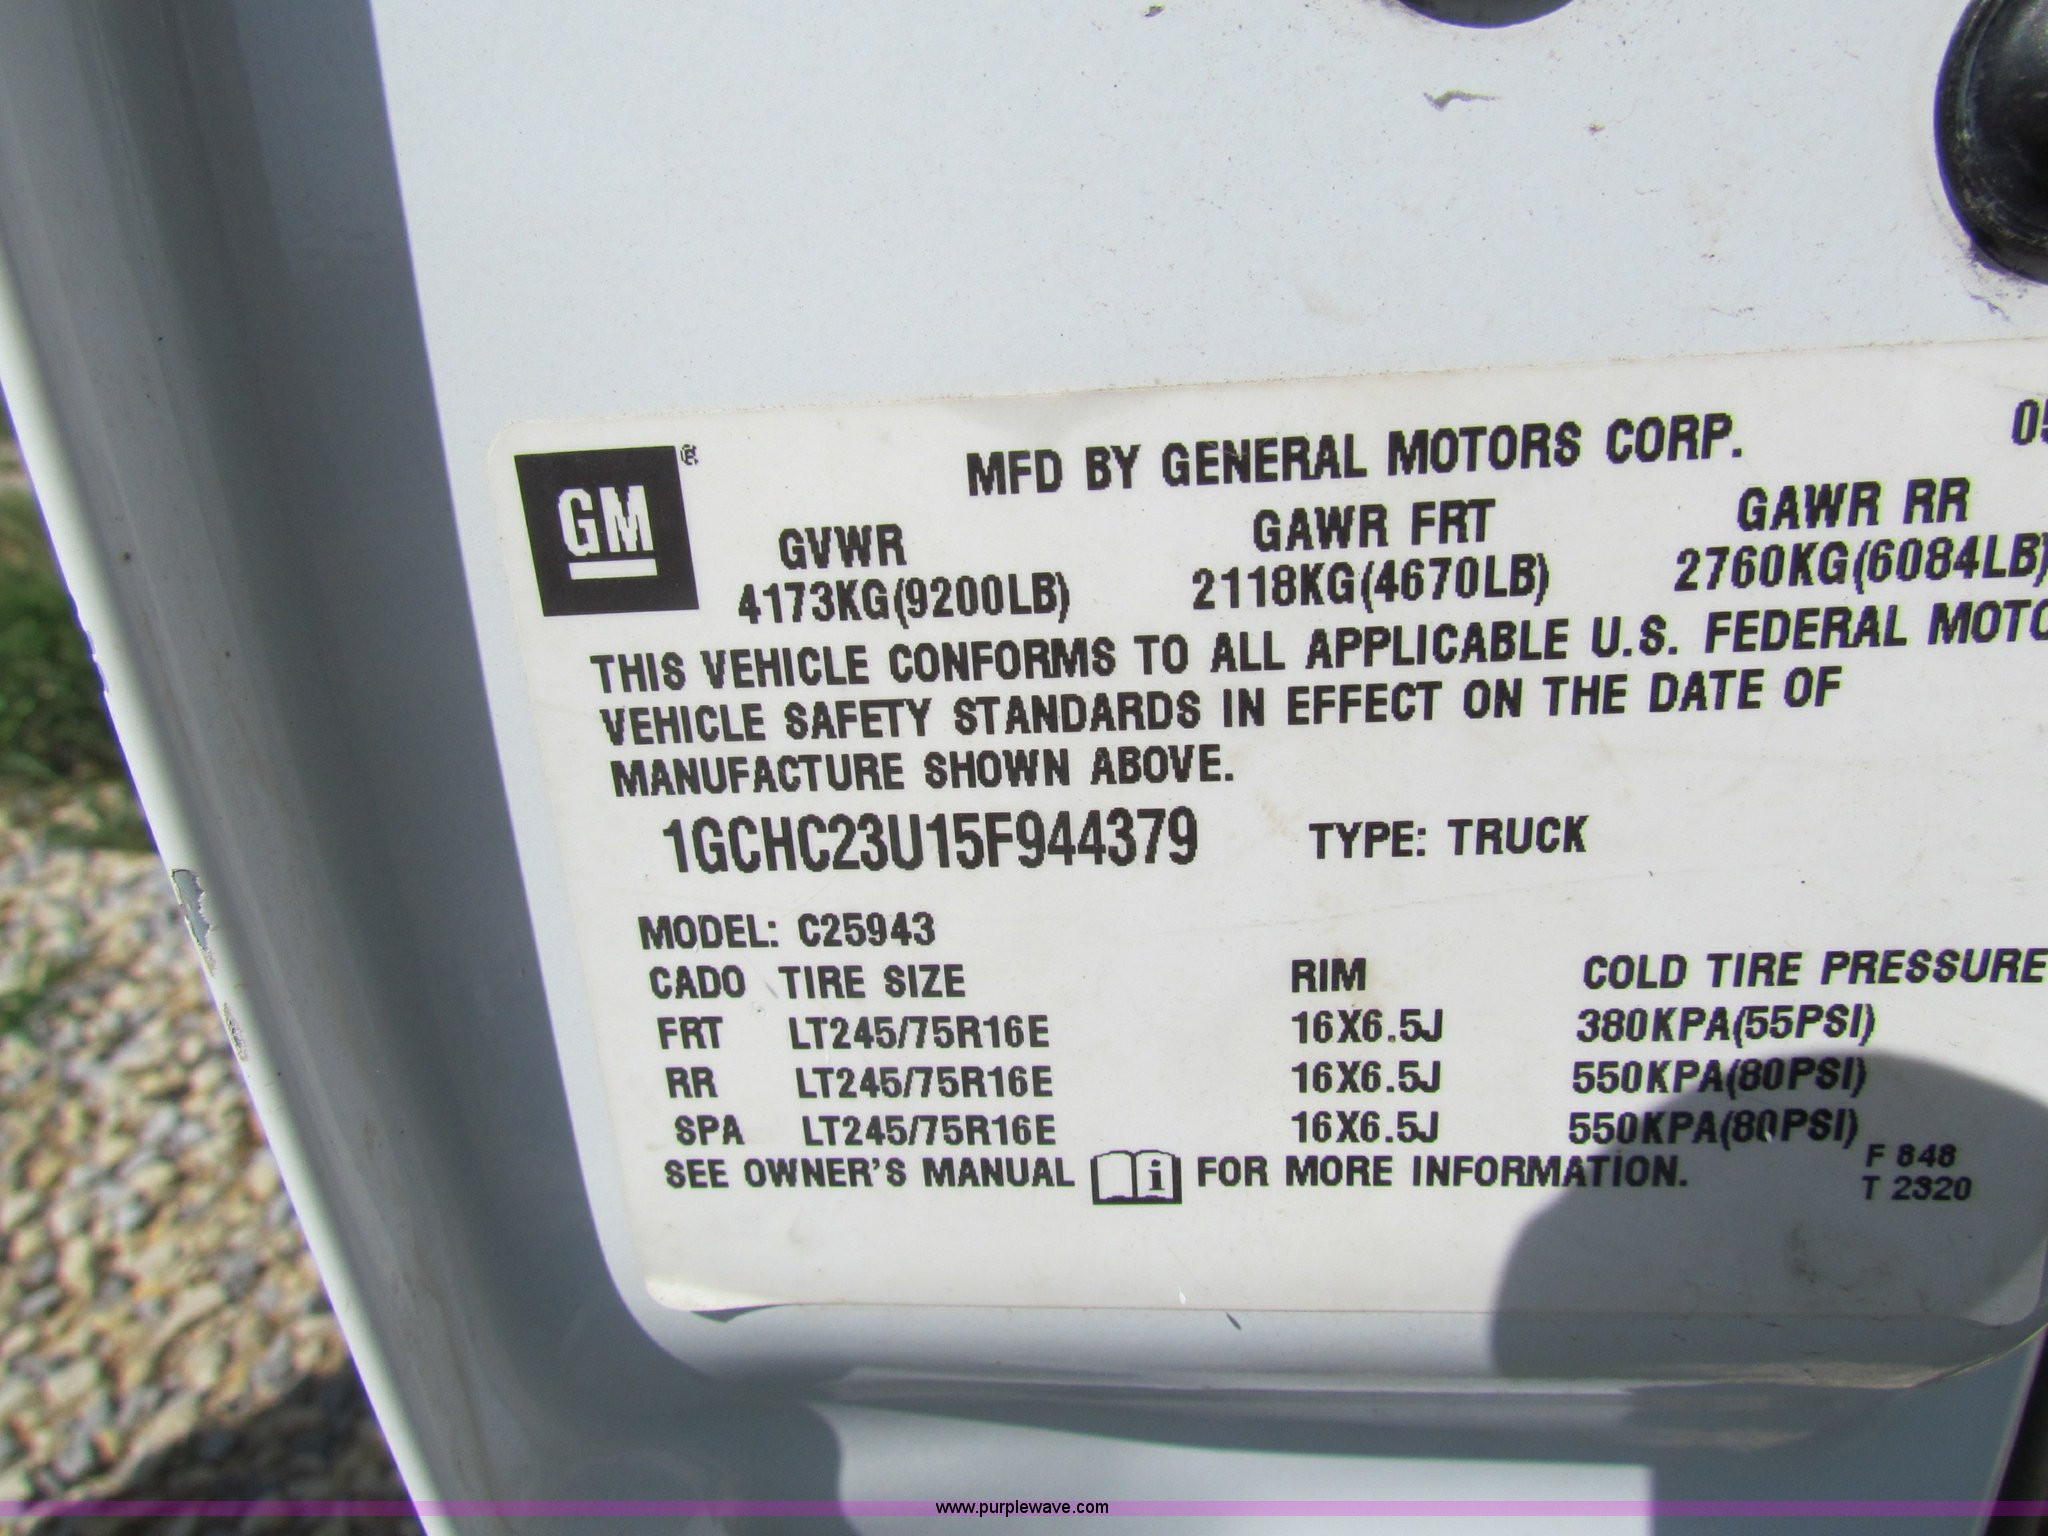 MFD BY GENERAL MOTORS CORP. 05
GM ®
GVWR GAWR FRT GAWR RR
4173KG(9200LB) 2118KG(4670LB) 2760KG(6084LB)
THIS VEHICLE CONFORMS TO ALL APPLICABLE U.S. FEDERAL MOTO
VEHICLE SAFETY STANDARDS IN EFFECT ON THE DATE OF
MANUFACTURE SHOWN ABOVE.
1GCHC23U15F944379 TYPE: TRUCK
MODEL: C25943
CADO TIRE SIZE RIM COLD TIRE PRESSURE
FRT LT245/75R16E 16X6.5J 380KPA(55PSI)
RR LT245/75R16E 16X6.5J 550KPA(80PSI)
SPA LT245/75R16E 16X6.5J 550KPA(80PSI)
SEE OWNER'S MANUAL i FOR MORE INFORMATION.
F 848
T 2320
www.purplewave.com